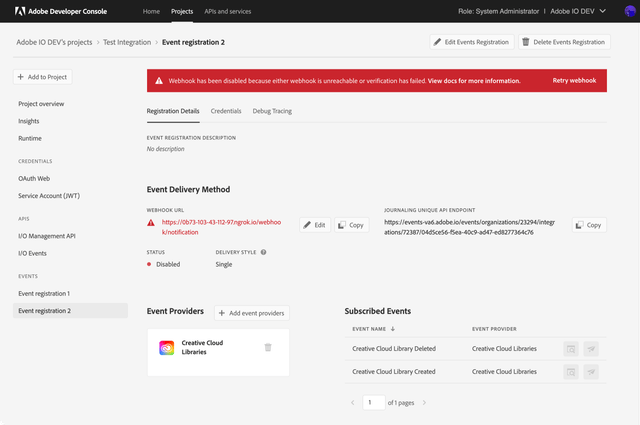 Adobe Developer Console
Home
Projects
APIs and services
Role: System Administrator
Adobe IO DEV
Adobe IO DEV's projects
Test Integration
Event registration 2
Edit Events Registration
Delete Events Registration
Add to Project
Webhook has been disabled because either webhook is unreachable or verification has failed. View docs for more information.
Retry webhook
Project overview
Insights
Runtime
CREDENTIALS
OAuth Web
Service Account (JWT)
APIS
I/O Management API
I/O Events
EVENTS
Event registration 1
Event registration 2
Registration Details
Credentials
Debug Tracing
EVENT REGISTRATION DESCRIPTION
No description
Event Delivery Method
WEBHOOK URL
https://0b73-103-43-112-97.ngrok.io/webhoo
k/notification
Edit
Copy
JOURNALING UNIQUE API ENDPOINT
https://events-va6.adobe.io/events/organizations/23294/integr
ations/72387/04d5ce56-f5ea-40c9-ad47-ed8277364c76
Copy
STATUS
Disabled
DELIVERY STYLE
Single
Event Providers
Add event providers
Creative Cloud
Libraries
Subscribed Events
EVENT NAME
EVENT PROVIDER
Creative Cloud Library Deleted
Creative Cloud Libraries
Creative Cloud Library Created
Creative Cloud Libraries
1
of 1 pages